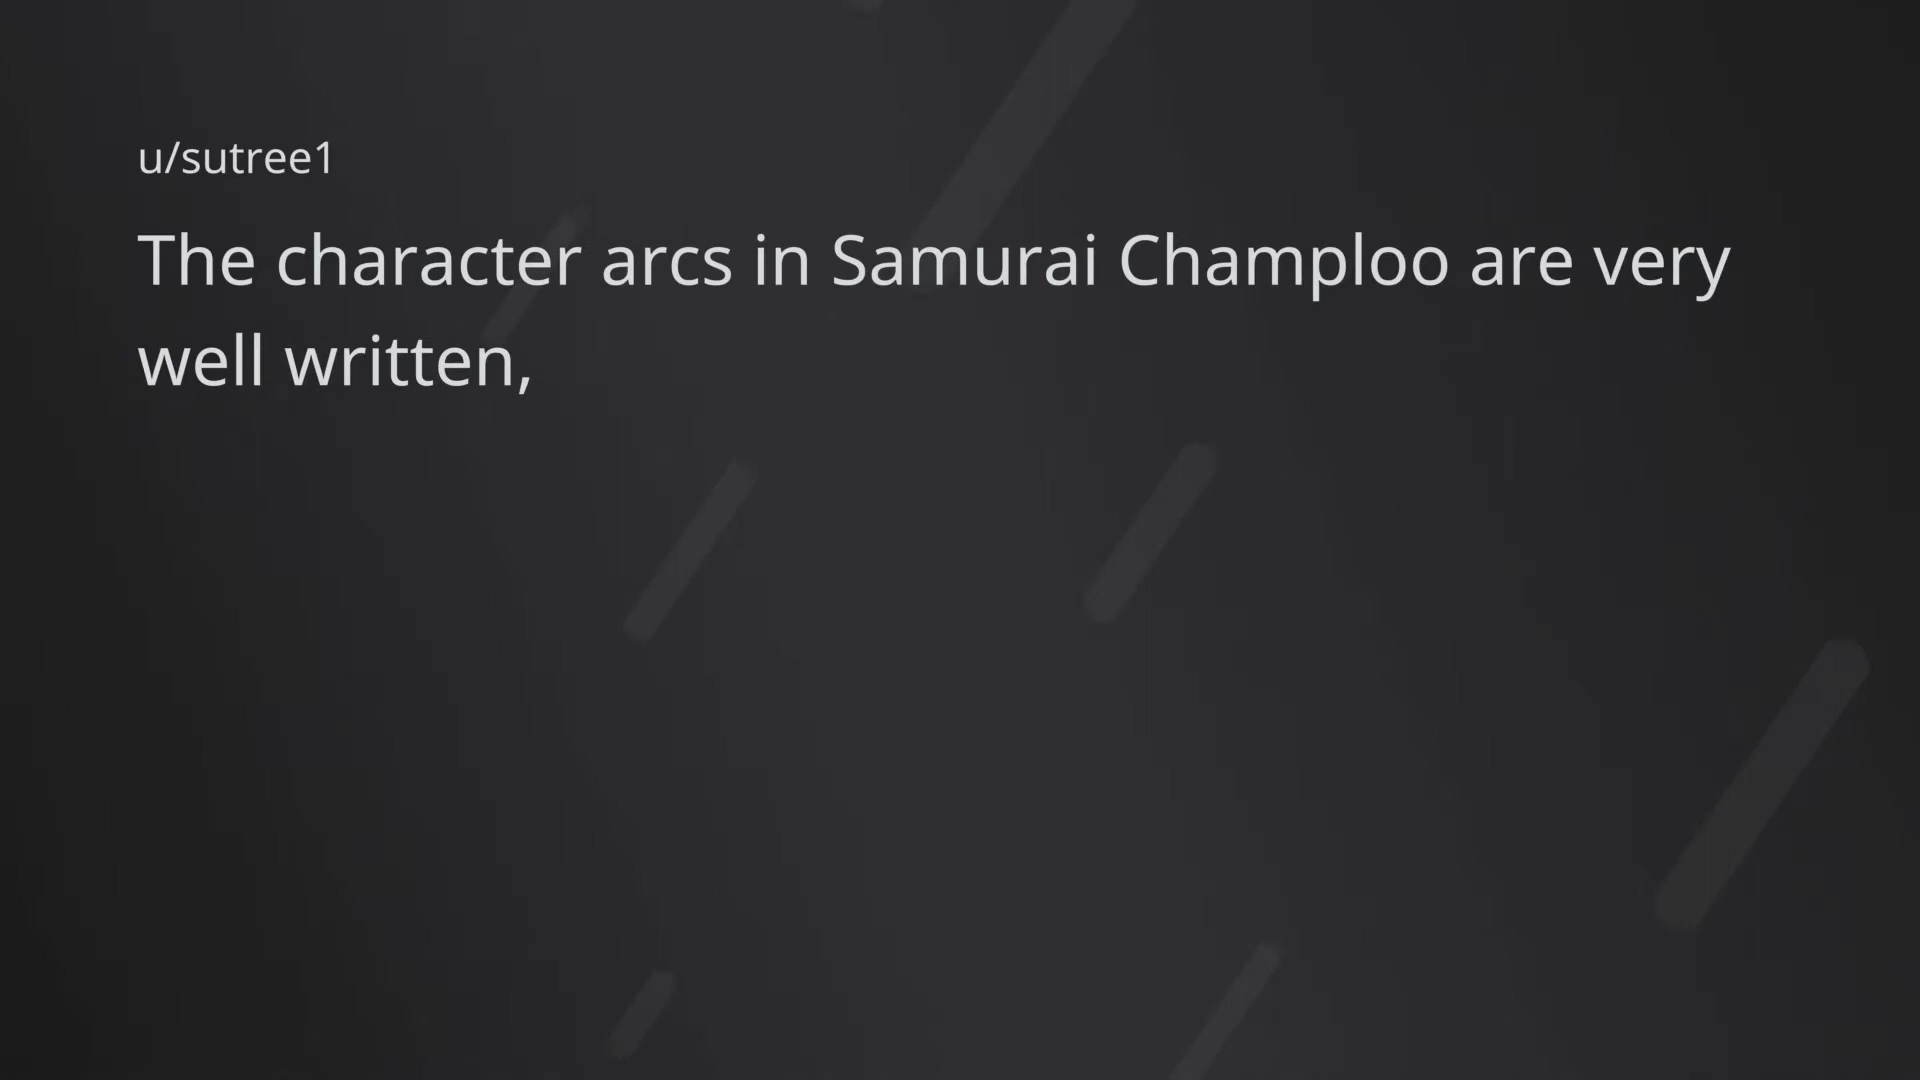 u/sutree1
The character arcs in Samurai Champloo are very
well written,